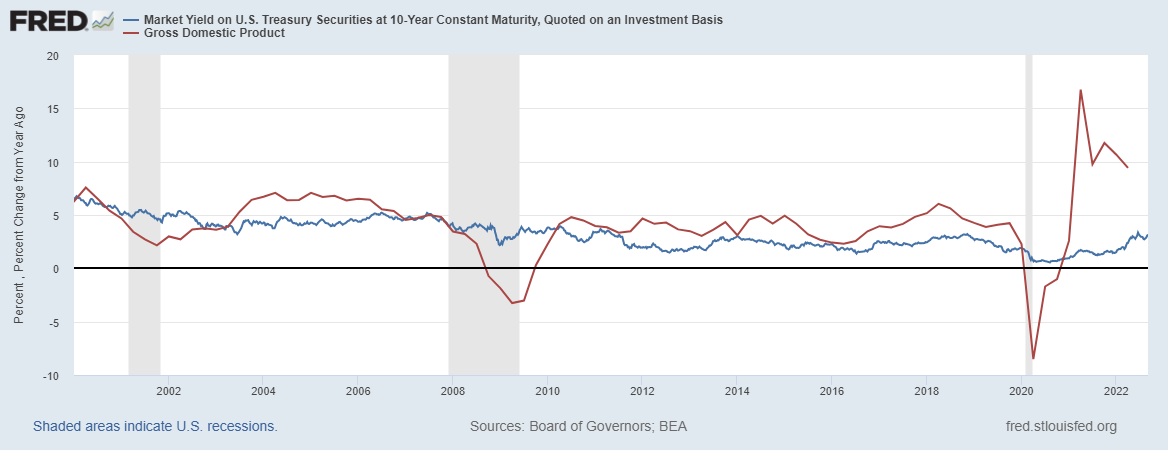 FRED
Market Yield on U.S. Treasury Securities at 10-Year Constant Maturity, Quoted on an Investment Basis
Gross Domestic Product
Percent , Percent Change from Year Ago
20
15
10
5
0
-5
-10
2002
2004
2006
2008
2010
2012
2014
2016
2018
2020
2022
Shaded areas indicate U.S. recessions.
Sources: Board of Governors; BEA
fred.stlouisfed.org